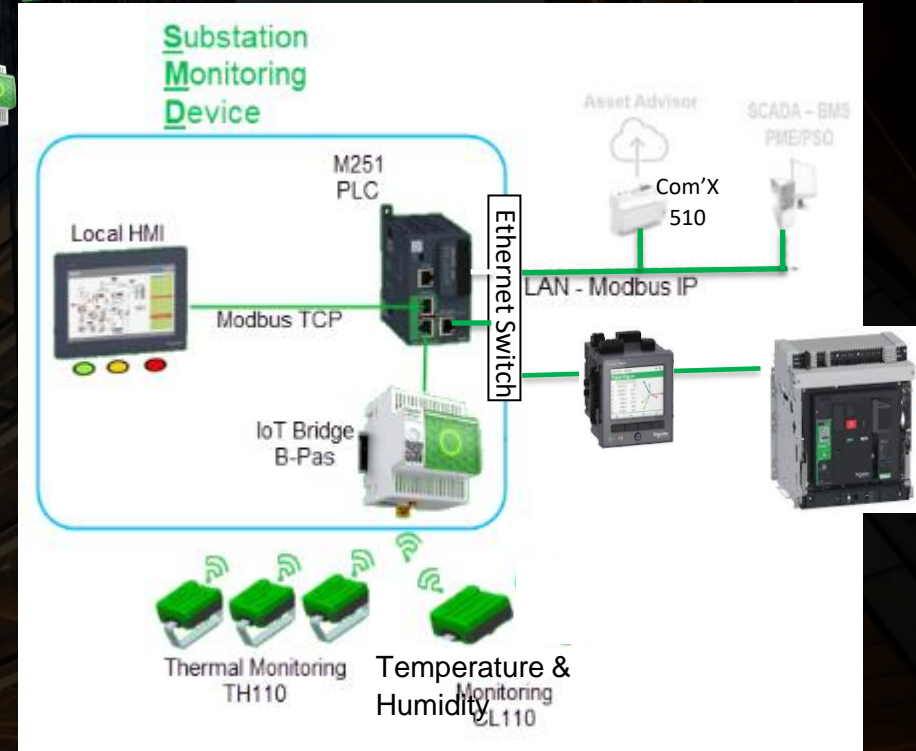 Substation
Monitoring
Device
Asset Advisor
SCADA - BMS
PME/PSO
M251
PLC
Com'X
510
Local HMI
Ethernet Switch
LAN - Modbus IP
Modbus TCP
IoT Bridge
B-Pas
Thermal Monitoring
TH110
Temperature &
Humidity
Monitoring
CL110